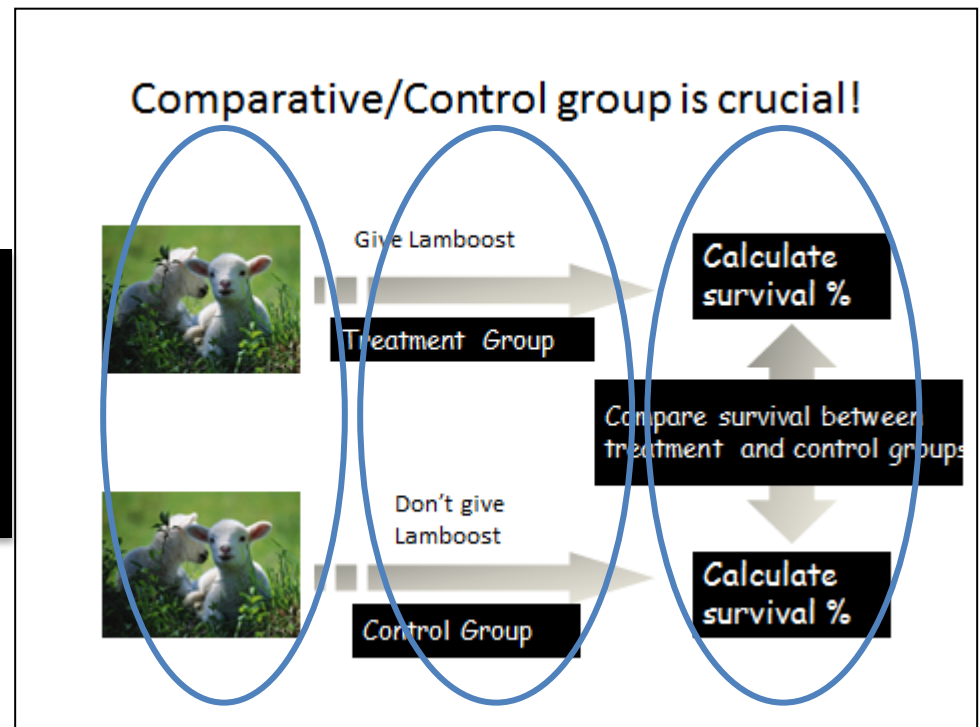 Comparative/Control group is crucial!
Give Lamboost
Treatment Group
Calculate
survival %
Compare survival between
treatment and control groups
Don't give
Lamboost
Control Group
Calculate
survival %